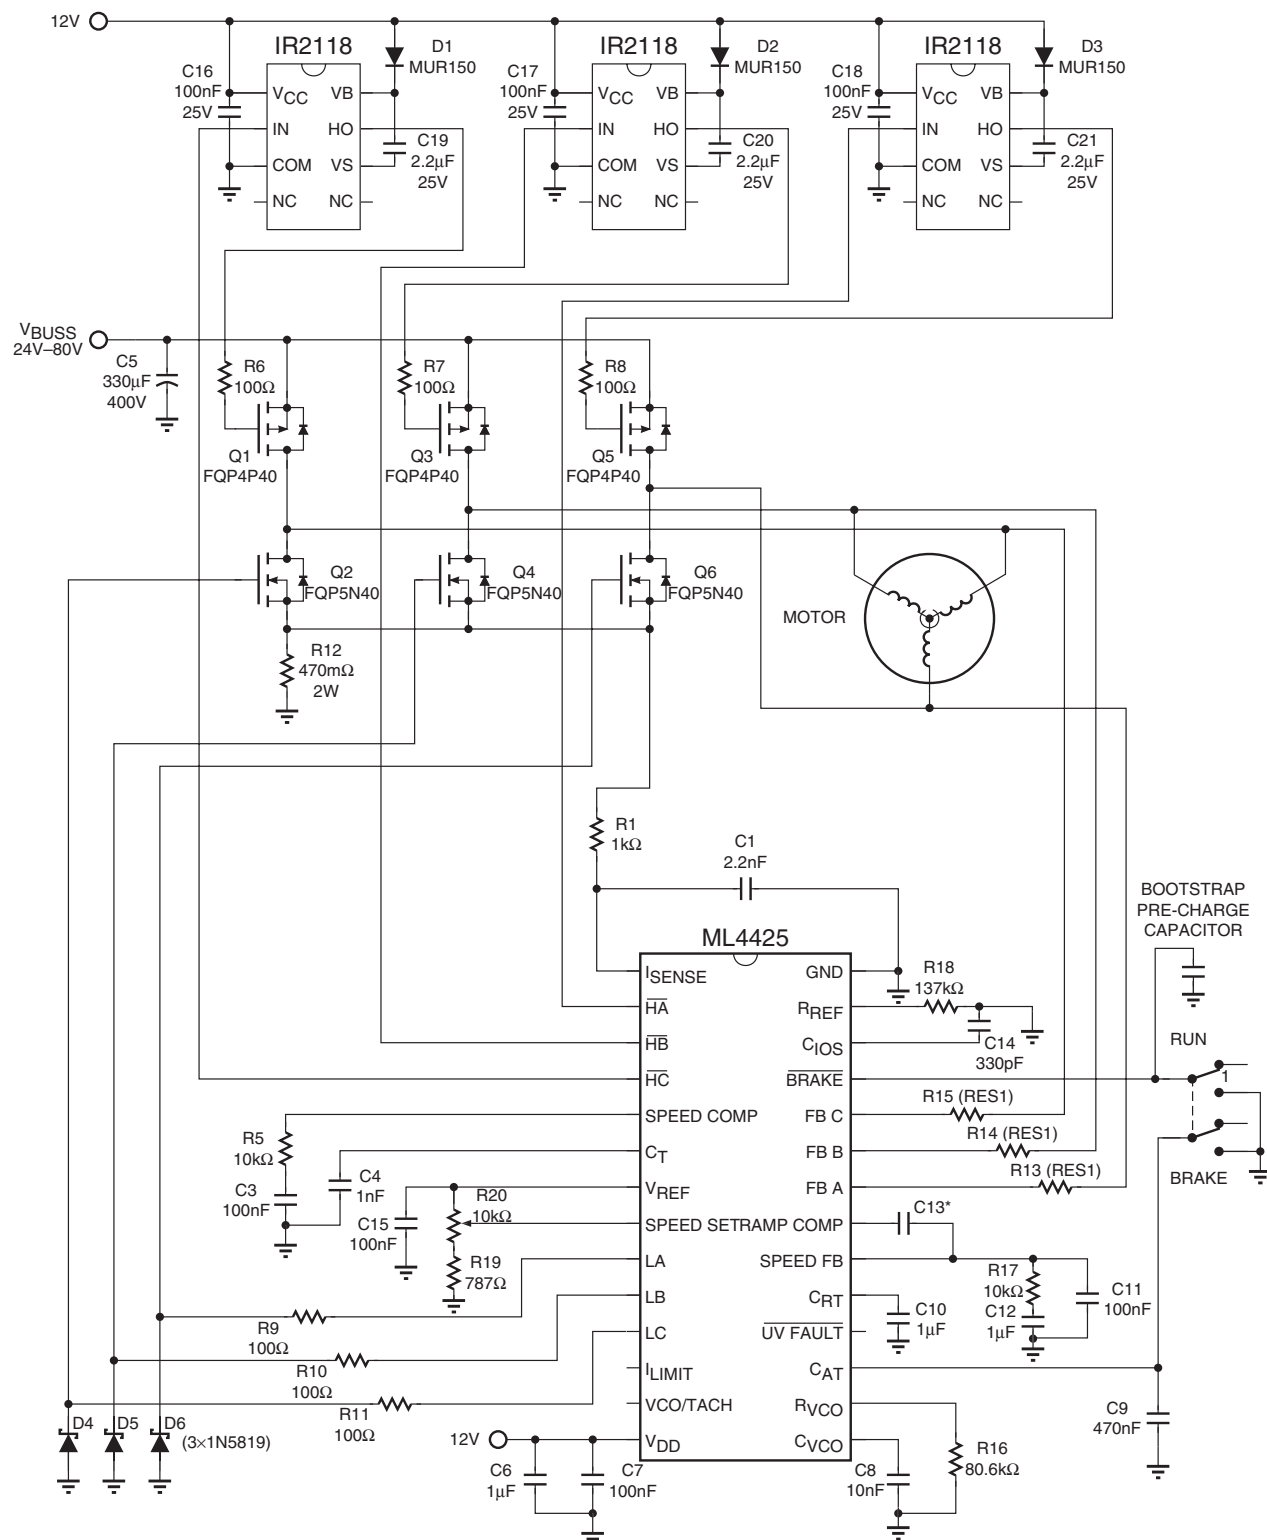 12V
IR2118
D1
MUR150
C16
100nF
25V
VCC
IN
COM
NC
VB
HO
VS
NC
C19
2.2µF
25V
IR2118
D2
MUR150
C17
100nF
25V
VCC
IN
COM
NC
VB
HO
VS
NC
C20
2.2µF
25V
IR2118
D3
MUR150
C18
100nF
25V
VCC
IN
COM
NC
VB
HO
VS
NC
C21
2.2µF
25V
VBUSS
24V–80V
C5
330µF
400V
R6
100Ω
R7
100Ω
R8
100Ω
Q1
FQP4P40
Q3
FQP4P40
Q5
FQP4P40
Q2
FQP5N40
Q4
FQP5N40
Q6
FQP5N40
MOTOR
R12
470mΩ
2W
R1
1kΩ
C1
2.2nF
BOOTSTRAP
PRE-CHARGE
CAPACITOR
ML4425
ISENSE
HA
HB
HC
SPEED COMP
CT
VREF
SPEED SET
LA
LB
LC
ILIMIT
VCO/TACH
VDD
GND
RREF
CIOS
BRAKE
FB C
FB B
FB A
RAMP COMP
SPEED FB
CRT
UV FAULT
CAT
RVCO
CVCO
R18
137kΩ
C14
330pF
RUN
1
BRAKE
R15 (RES1)
R14 (RES1)
R13 (RES1)
R5
10kΩ
C3
100nF
C4
1nF
C15
100nF
R20
10kΩ
R19
787Ω
C13*
R17
10kΩ
C12
1µF
C11
100nF
C10
1µF
R9
100Ω
R10
100Ω
R11
100Ω
D4
D5
D6
(3×1N5819)
12V
C6
1µF
C7
100nF
C8
10nF
R16
80.6kΩ
C9
470nF